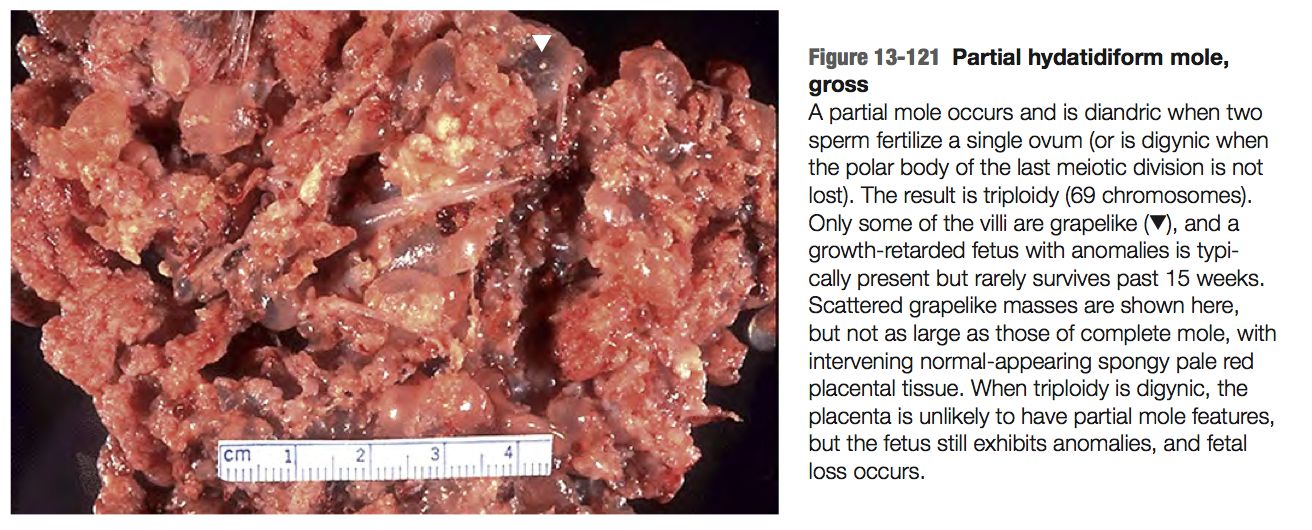 Figure 13-121 Partial hydatidiform mole,
gross
A partial mole occurs and is diandric when two
sperm fertilize a single ovum (or is digynic when
the polar body of the last meiotic division is not
lost). The result is triploidy (69 chromosomes).
Only some of the villi are grapelike (▼), and a
growth-retarded fetus with anomalies is typi-
cally present but rarely survives past 15 weeks.
Scattered grapelike masses are shown here,
but not as large as those of complete mole, with
intervening normal-appearing spongy pale red
placental tissue. When triploidy is digynic, the
placenta is unlikely to have partial mole features,
but the fetus still exhibits anomalies, and fetal
loss occurs.
cm 1 2 3 4